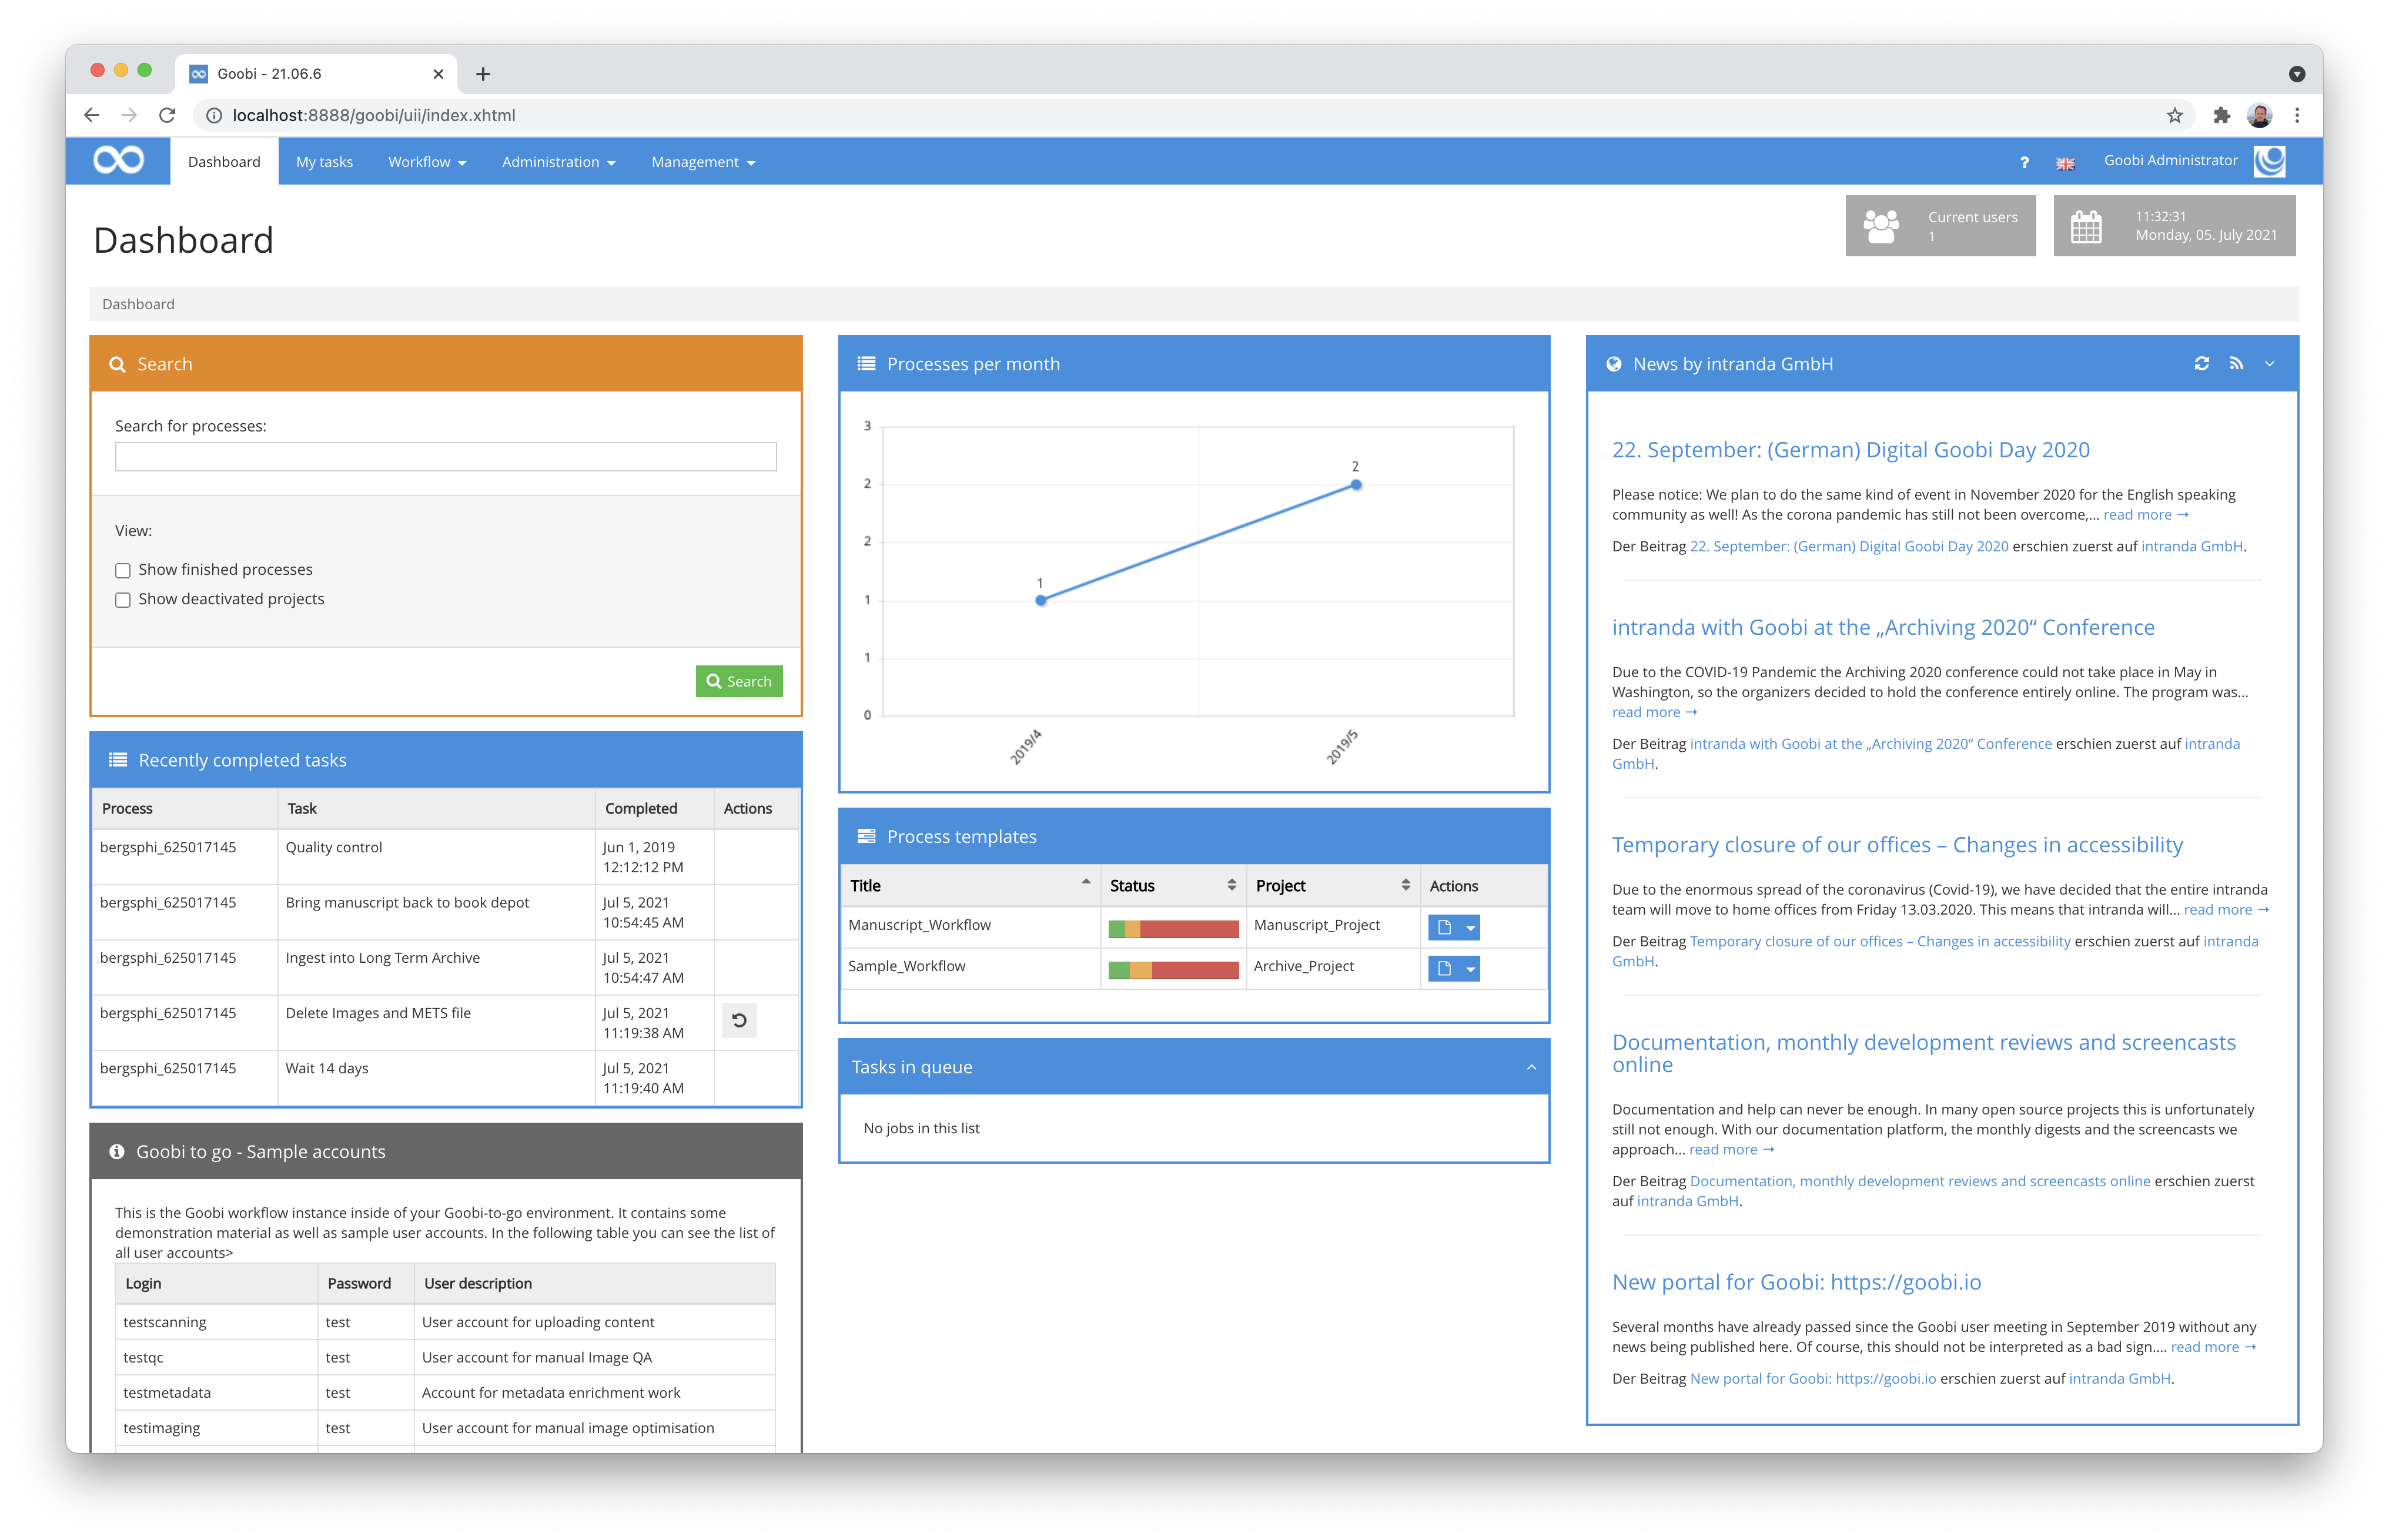 Goobi - 21.06.6
localhost:8888/goobi/uii/index.xhtml
Dashboard
My tasks
Workflow
Administration
Management
?
Goobi Administrator
Dashboard
Current users
1
11:32:31
Monday, 05. July 2021
Dashboard
Search
Search for processes:
View:
Show finished processes
Show deactivated projects
Search
Recently completed tasks
Process Task Completed Actions
bergsphi_625017145 Quality control Jun 1, 2019
12:12:12 PM
bergsphi_625017145 Bring manuscript back to book depot Jul 5, 2021
10:54:45 AM
bergsphi_625017145 Ingest into Long Term Archive Jul 5, 2021
10:54:47 AM
bergsphi_625017145 Delete Images and METS file Jul 5, 2021
11:19:38 AM
bergsphi_625017145 Wait 14 days Jul 5, 2021
11:19:40 AM
Goobi to go - Sample accounts
This is the Goobi workflow instance inside of your Goobi-to-go environment. It contains some
demonstration material as well as sample user accounts. In the following table you can see the list of
all user accounts>
Login Password User description
testscanning test User account for uploading content
testqc test User account for manual Image QA
testmetadata test Account for metadata enrichment work
testimaging test User account for manual image optimisation
Processes per month
3
2
2
1
1
0
1
2
2019/4
2019/5
Process templates
Title Status Project Actions
Manuscript_Workflow Manuscript_Project
Sample_Workflow Archive_Project
Tasks in queue
No jobs in this list
News by intranda GmbH
22. September: (German) Digital Goobi Day 2020
Please notice: We plan to do the same kind of event in November 2020 for the English speaking
community as well! As the corona pandemic has still not been overcome,... read more →
Der Beitrag 22. September: (German) Digital Goobi Day 2020 erschien zuerst auf intranda GmbH.
intranda with Goobi at the „Archiving 2020“ Conference
Due to the COVID-19 Pandemic the Archiving 2020 conference could not take place in May in
Washington, so the organizers decided to hold the conference entirely online. The program was...
read more →
Der Beitrag intranda with Goobi at the „Archiving 2020“ Conference erschien zuerst auf intranda
GmbH.
Temporary closure of our offices – Changes in accessibility
Due to the enormous spread of the coronavirus (Covid-19), we have decided that the entire intranda
team will move to home offices from Friday 13.03.2020. This means that intranda will... read more →
Der Beitrag Temporary closure of our offices – Changes in accessibility erschien zuerst auf intranda
GmbH.
Documentation, monthly development reviews and screencasts
online
Documentation and help can never be enough. In many open source projects this is unfortunately
still not enough. With our documentation platform, the monthly digests and the screencasts we
approach... read more →
Der Beitrag Documentation, monthly development reviews and screencasts online erschien zuerst
auf intranda GmbH.
New portal for Goobi: https://goobi.io
Several months have already passed since the Goobi user meeting in September 2019 without any
news being published here. Of course, this should not be interpreted as a bad sign.... read more →
Der Beitrag New portal for Goobi: https://goobi.io erschien zuerst auf intranda GmbH.